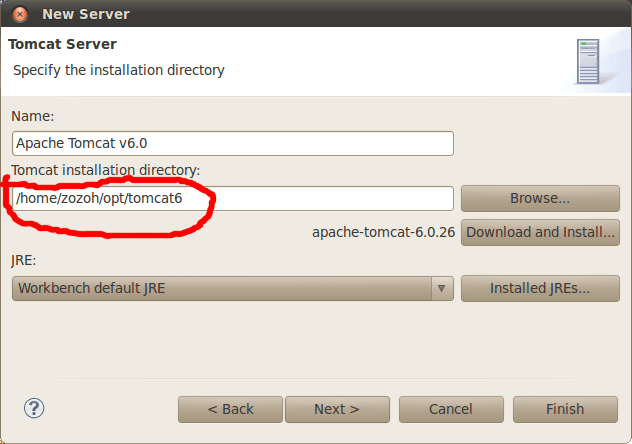 New Server
Tomcat Server
Specify the installation directory
Name:
Apache Tomcat v6.0
Tomcat installation directory:
/home/zozoh/opt/tomcat6
Browse...
apache-tomcat-6.0.26
Download and Install...
JRE:
Workbench default JRE
Installed JREs...
?
< Back
Next >
Cancel
Finish